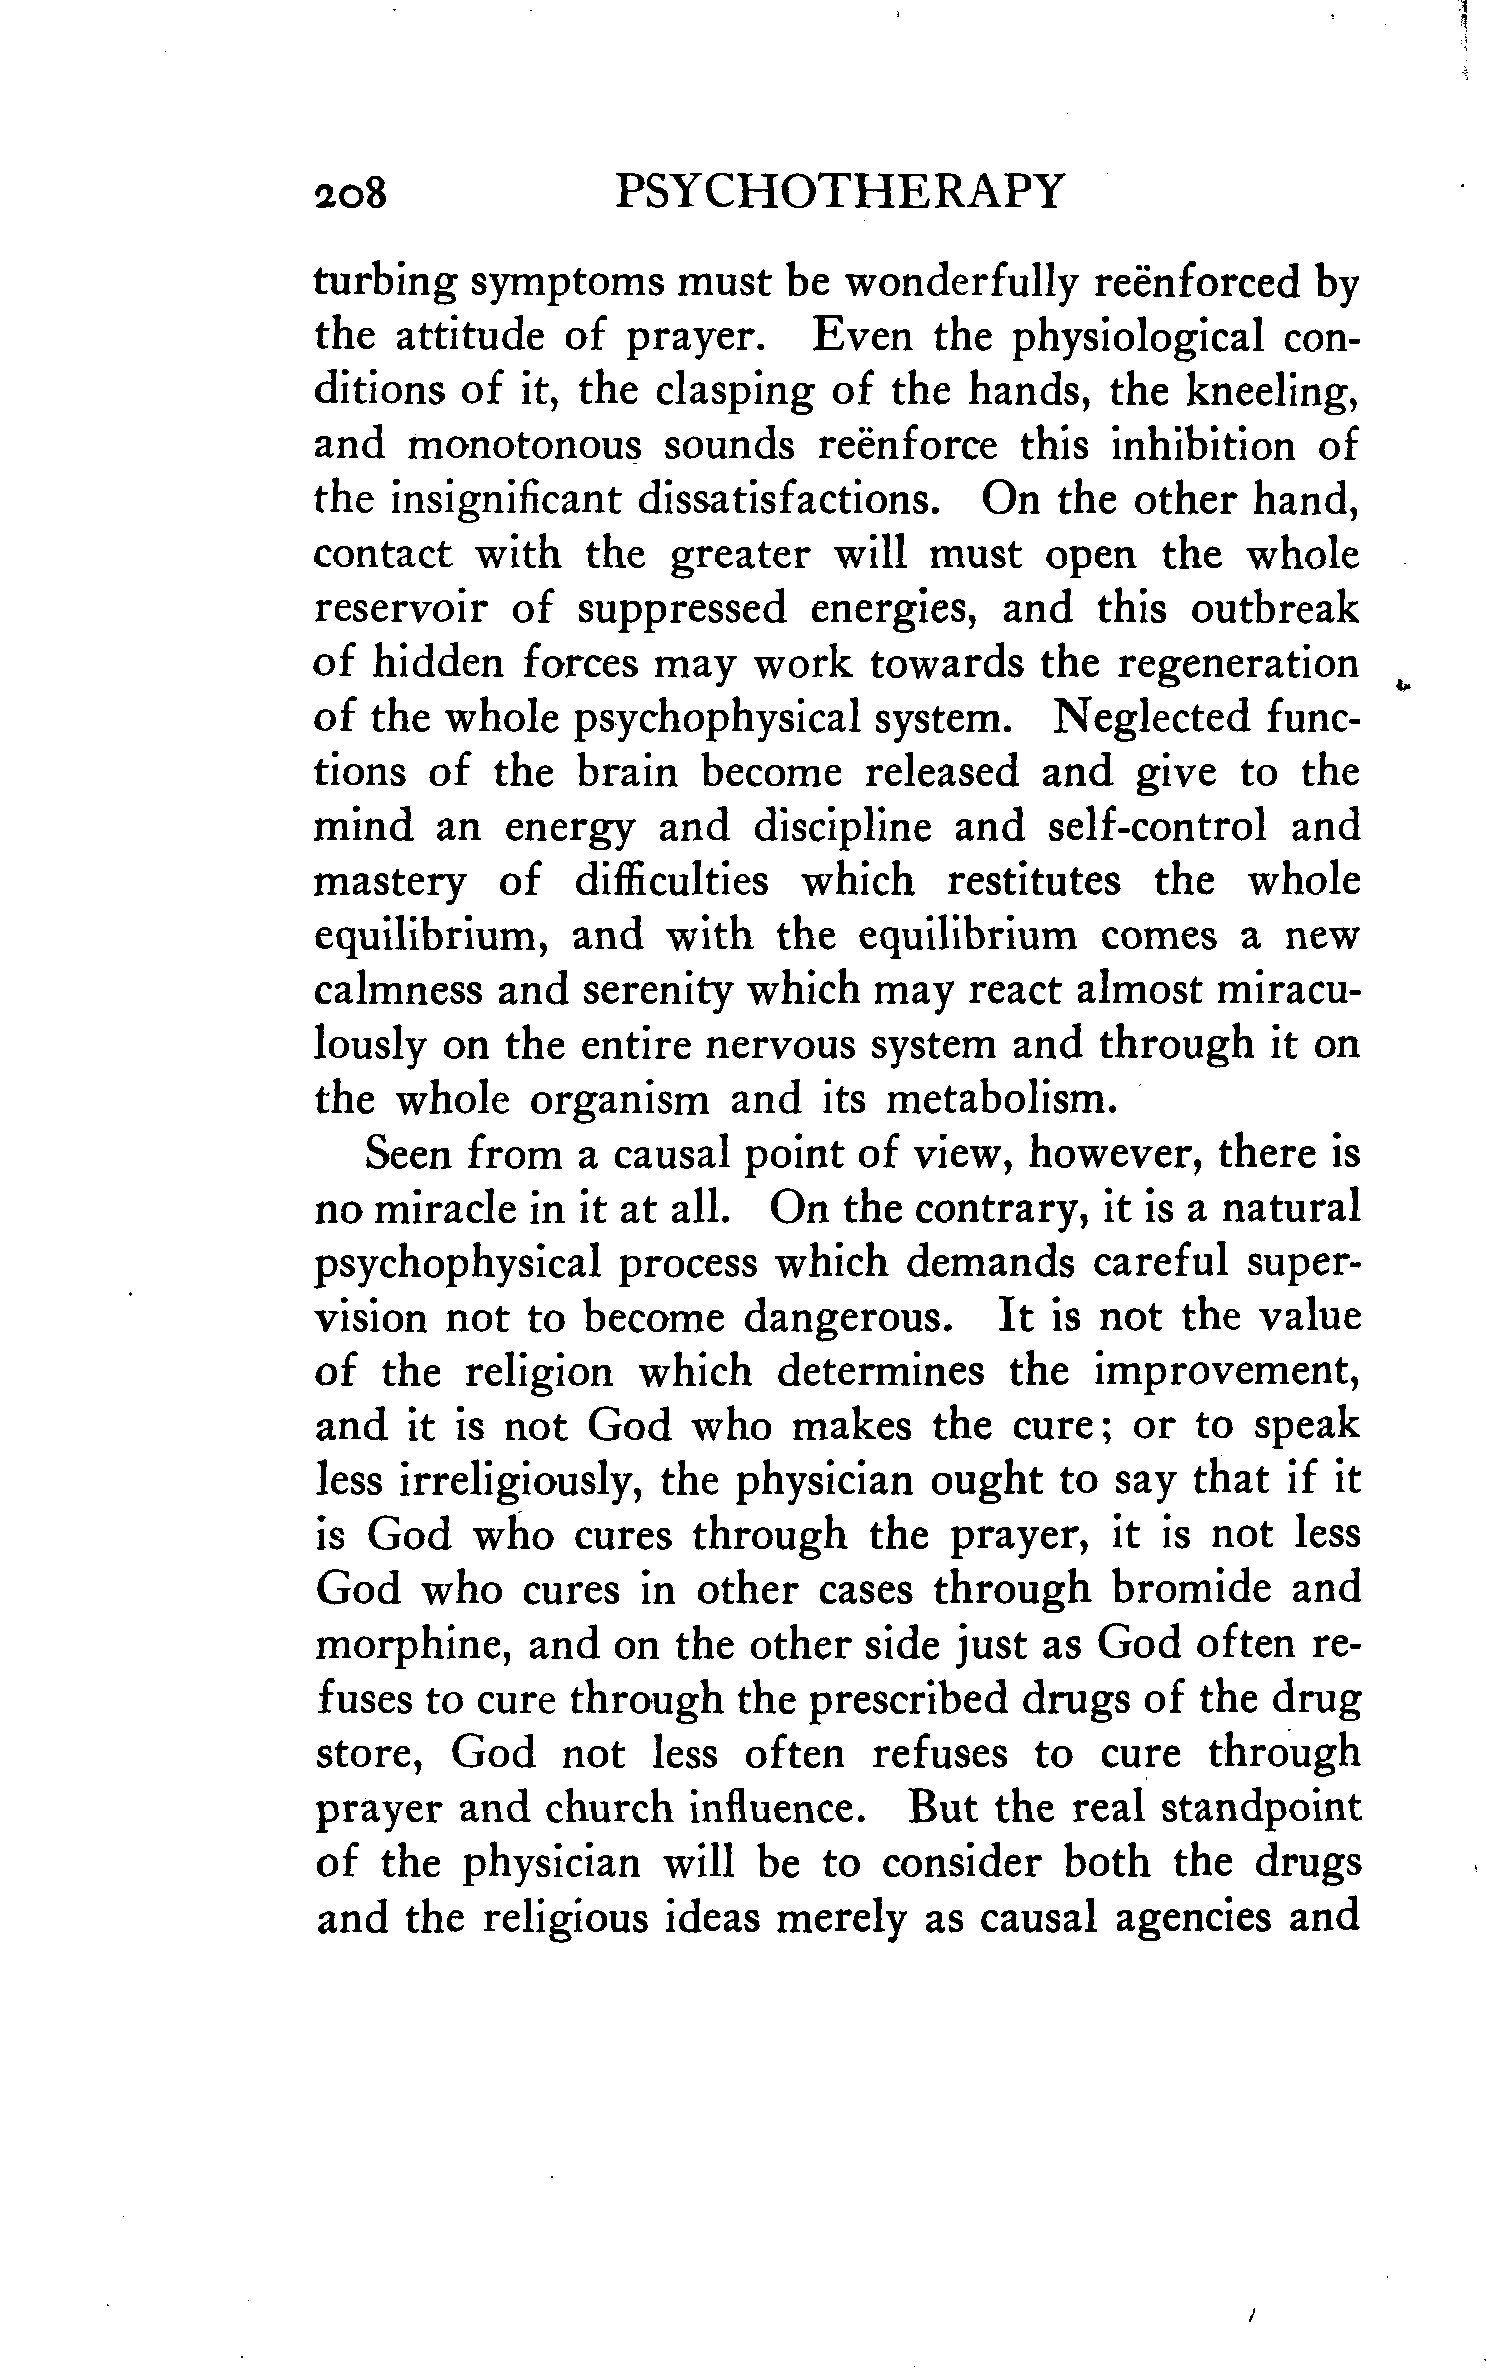 208 PSYCHOTHERAPY
turbing symptoms must be wonderfully reënforced by
the attitude of prayer. Even the physiological con-
ditions of it, the clasping of the hands, the kneeling,
and monotonous sounds reënforce this inhibition of
the insignificant dissatisfactions. On the other hand,
contact with the greater will must open the whole
reservoir of suppressed energies, and this outbreak
of hidden forces may work towards the regeneration
of the whole psychophysical system. Neglected func-
tions of the brain become released and give to the
mind an energy and discipline and self-control and
mastery of difficulties which restitutes the whole
equilibrium, and with the equilibrium comes a new
calmness and serenity which may react almost miracu-
lously on the entire nervous system and through it on
the whole organism and its metabolism.
Seen from a causal point of view, however, there is
no miracle in it at all. On the contrary, it is a natural
psychophysical process which demands careful super-
vision not to become dangerous. It is not the value
of the religion which determines the improvement,
and it is not God who makes the cure; or to speak
less irreligiously, the physician ought to say that if it
is God who cures through the prayer, it is not less
God who cures in other cases through bromide and
morphine, and on the other side just as God often re-
fuses to cure through the prescribed drugs of the drug
store, God not less often refuses to cure through
prayer and church influence. But the real standpoint
of the physician will be to consider both the drugs
and the religious ideas merely as causal agencies and